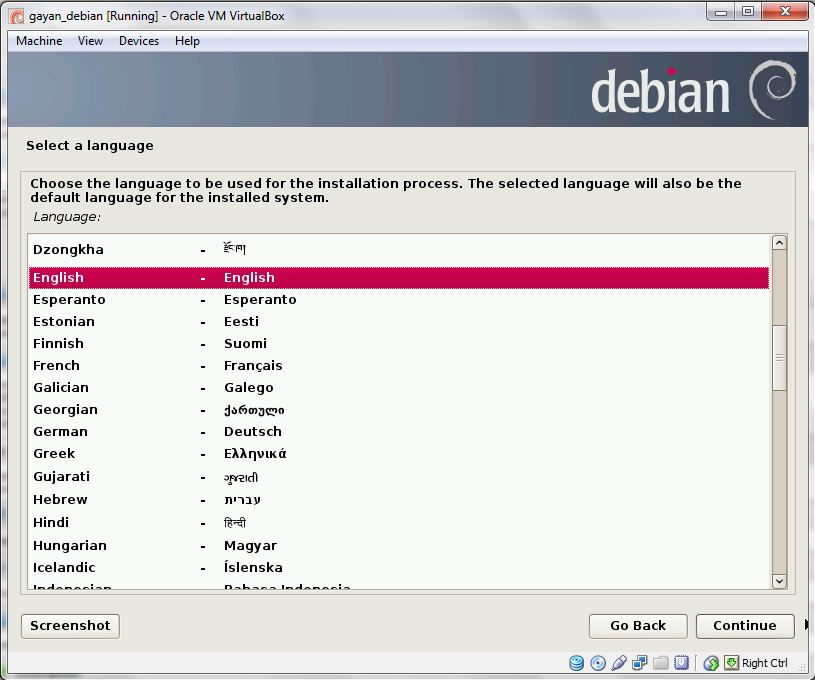 gayan_debian [Running] - Oracle VM VirtualBox
Machine View Devices Help
debian
Select a language
Choose the language to be used for the installation process. The selected language will also be the
default language for the installed system.
Language:
Dzongkha - རྫོང་ཁ།
English - English
Esperanto - Esperanto
Estonian - Eesti
Finnish - Suomi
French - Français
Galician - Galego
Georgian - ქართული
German - Deutsch
Greek - Ελληνικά
Gujarati - ગુજરાતી
Hebrew - עברית
Hindi - हिन्दी
Hungarian - Magyar
Icelandic - Íslenska
Indonesian - Bahasa Indonesia
Screenshot Go Back Continue
Right Ctrl